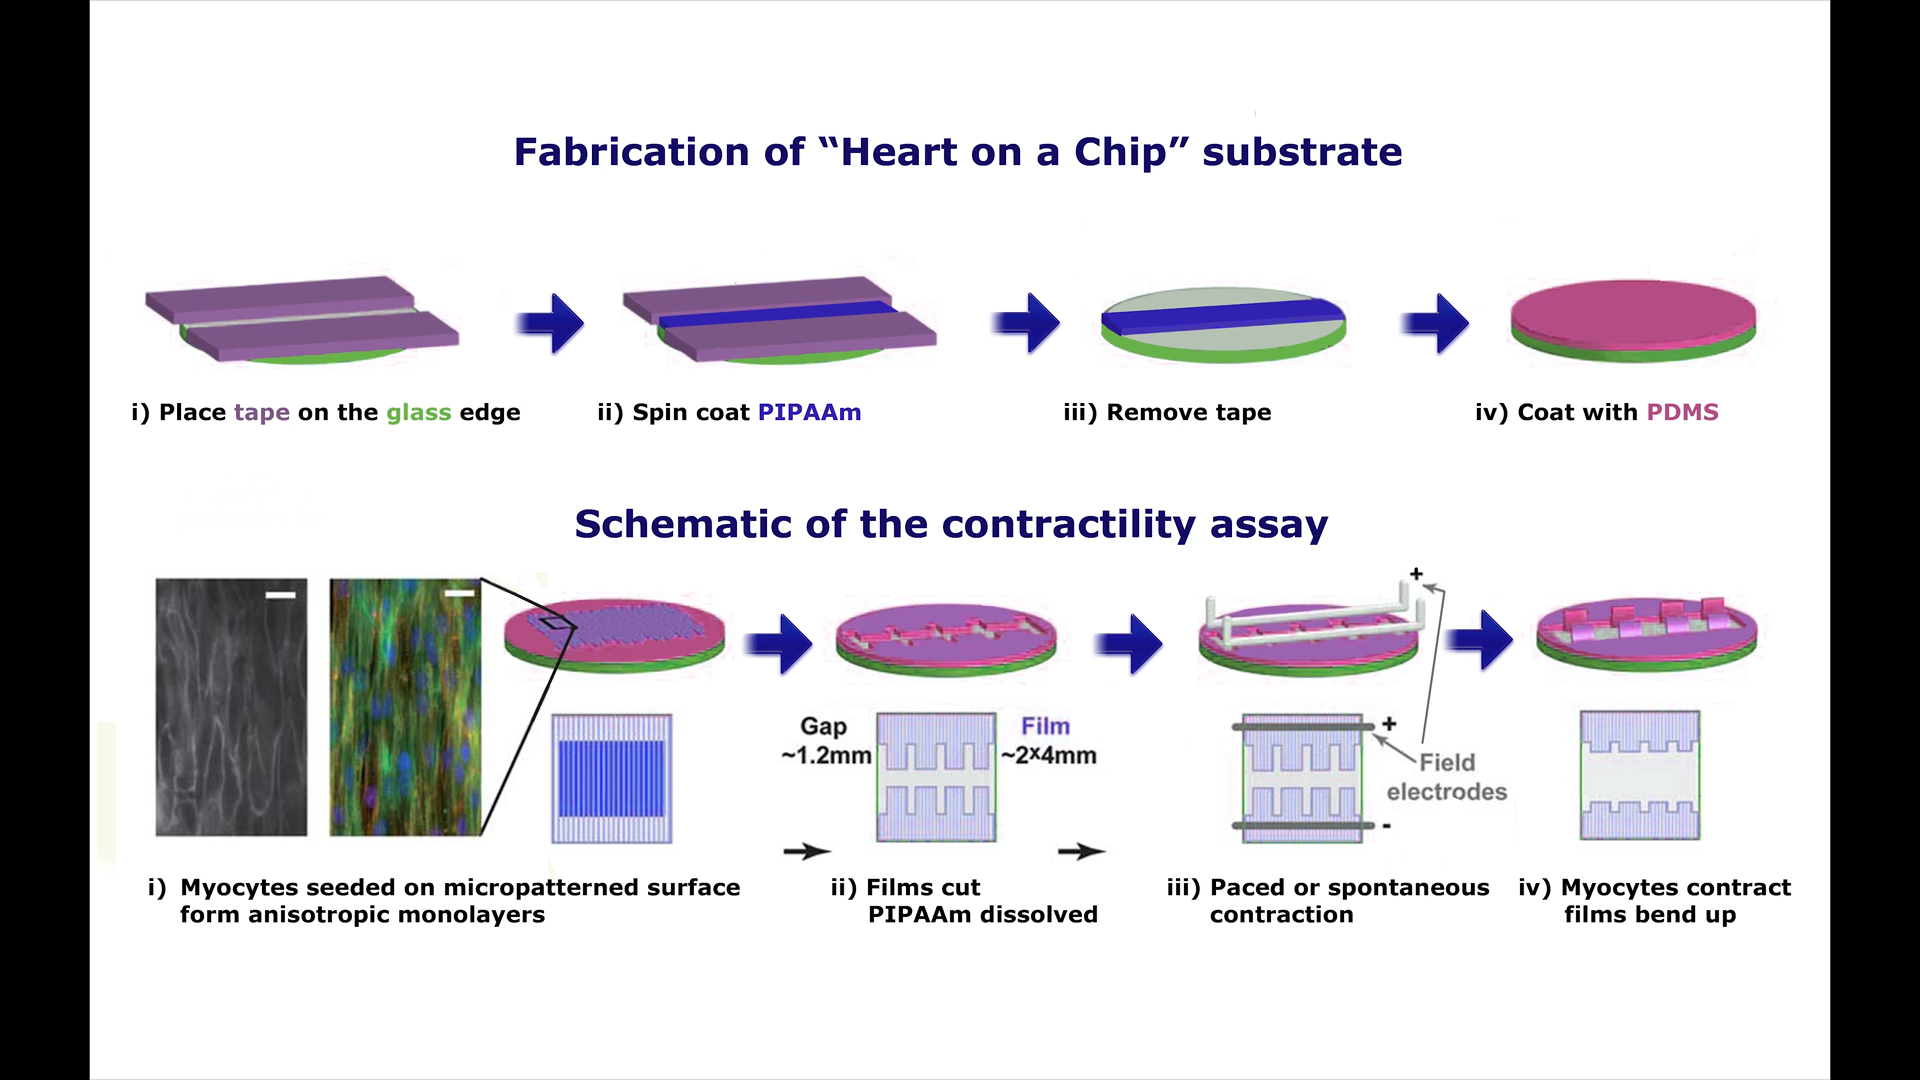 Fabrication of “Heart on a Chip” substrate
i) Place tape on the glass edge
ii) Spin coat PIPAAm
iii) Remove tape
iv) Coat with PDMS
Schematic of the contractility assay
Gap
~1.2mm
Film
~2×4mm
+
+
-
Field
electrodes
i) Myocytes seeded on micropatterned surface
form anisotropic monolayers
ii) Films cut
PIPAAm dissolved
iii) Paced or spontaneous
contraction
iv) Myocytes contract
films bend up